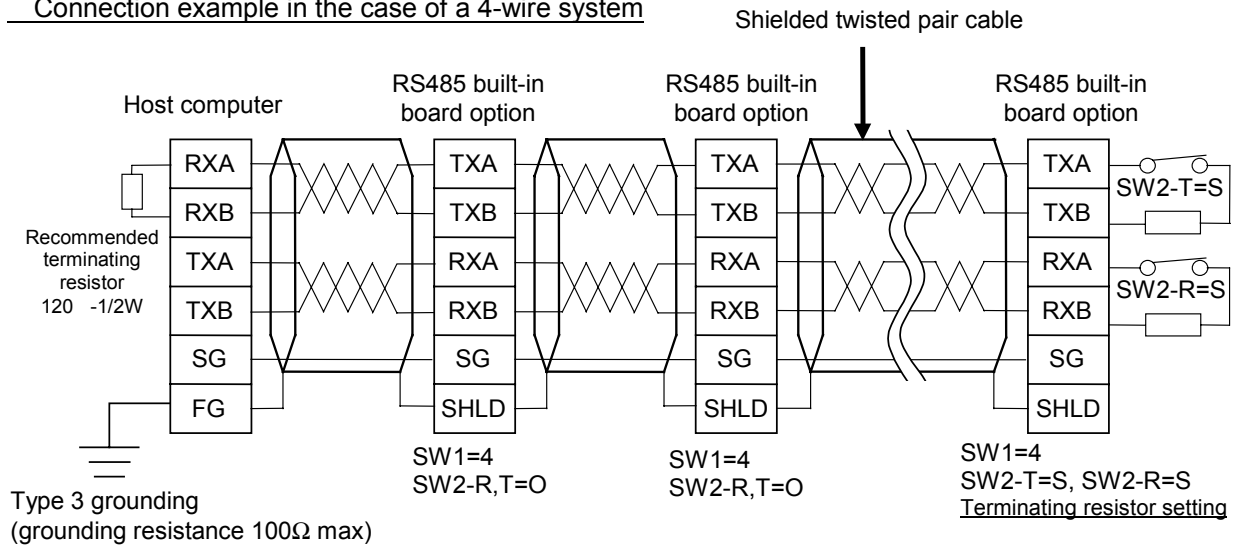 Connection example in the case of a 4-wire system
Shielded twisted pair cable
Host computer
RS485 built-in
board option
RS485 built-in
board option
RS485 built-in
board option
RXA
RXB
TXA
TXB
SG
FG
Recommended
terminating
resistor
120 -1/2W
TXA
TXB
RXA
RXB
SG
SHLD
TXA
TXB
RXA
RXB
SG
SHLD
TXA
TXB
RXA
RXB
SG
SHLD
SW2-T=S
SW2-R=S
SW1=4
SW2-R,T=O
SW1=4
SW2-R,T=O
SW1=4
SW2-T=S, SW2-R=S
Terminating resistor setting
Type 3 grounding
(grounding resistance 100Ω max)